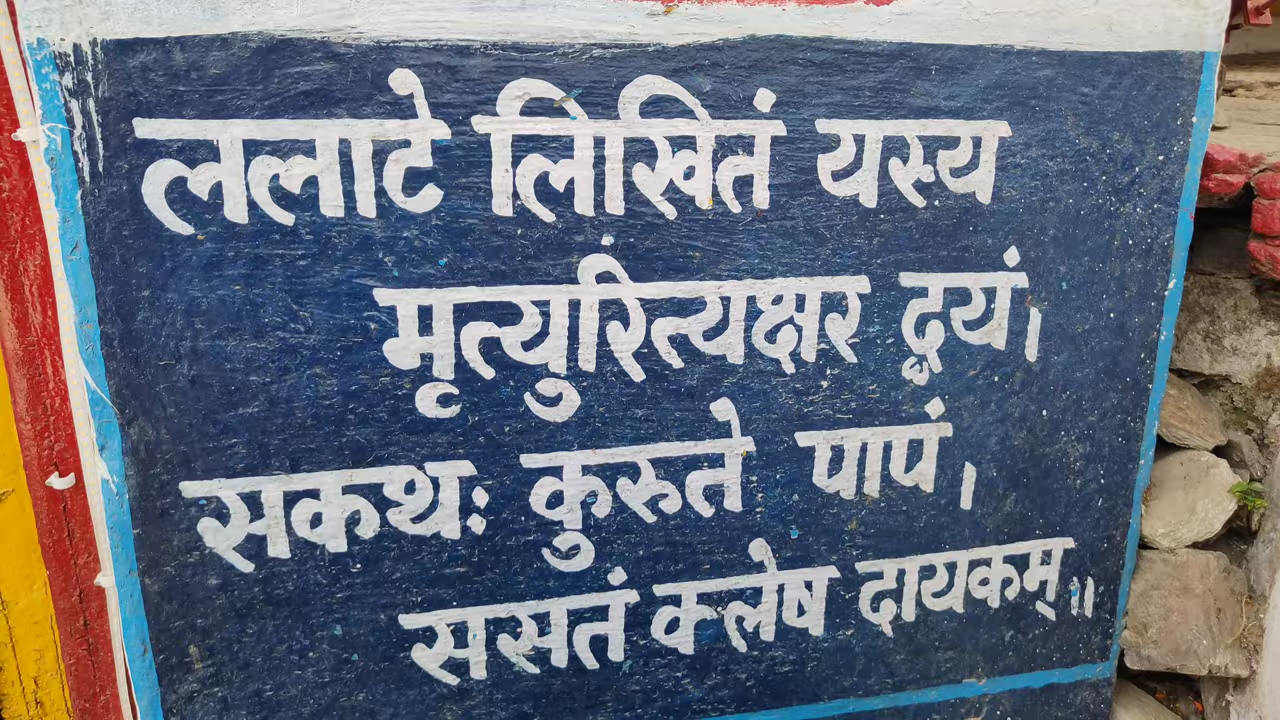 ललाटे लिखितं यस्य
मृत्युरित्यक्षर द्वयं।
सकथः कुरुते पापं।
ससतं क्लेष दायकम्॥